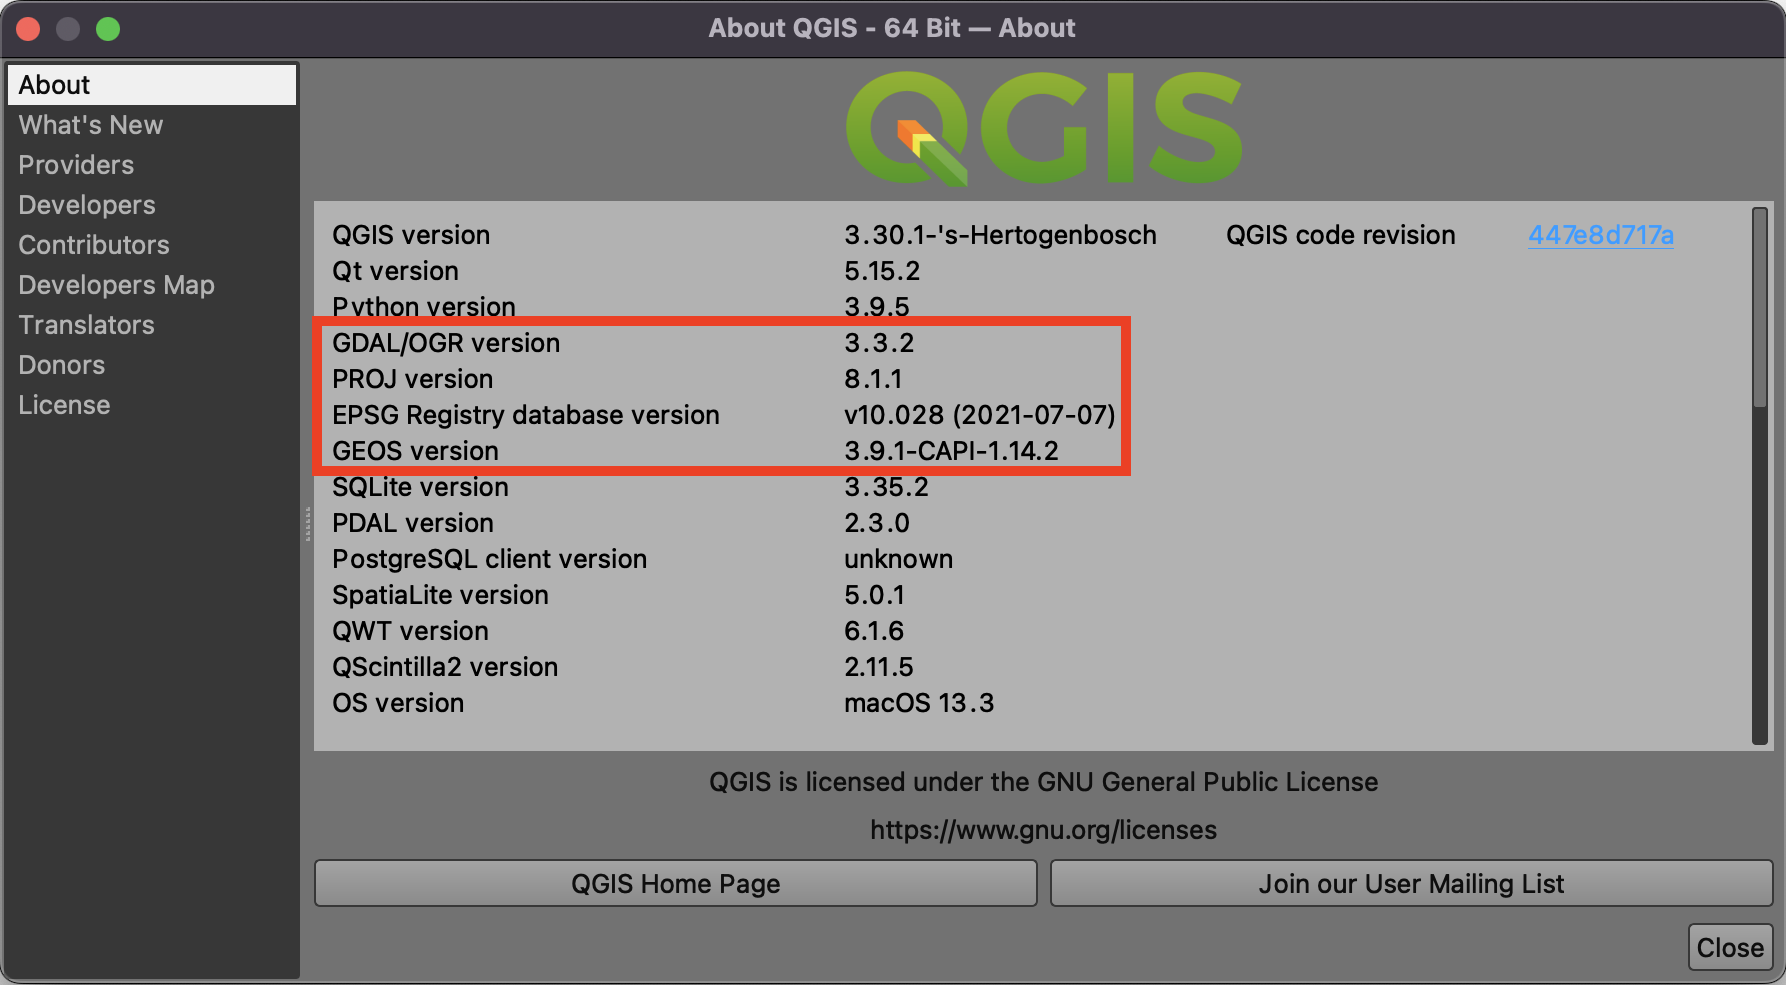 About QGIS - 64 Bit — About
About
What's New
Providers
Developers
Contributors
Developers Map
Translators
Donors
License
QGIS
QGIS version 3.30.1-'s-Hertogenbosch QGIS code revision 447e8d717a
Qt version 5.15.2
Python version 3.9.5
GDAL/OGR version 3.3.2
PROJ version 8.1.1
EPSG Registry database version v10.028 (2021-07-07)
GEOS version 3.9.1-CAPI-1.14.2
SQLite version 3.35.2
PDAL version 2.3.0
PostgreSQL client version unknown
SpatiaLite version 5.0.1
QWT version 6.1.6
QScintilla2 version 2.11.5
OS version macOS 13.3
QGIS is licensed under the GNU General Public License
https://www.gnu.org/licenses
QGIS Home Page Join our User Mailing List
Close